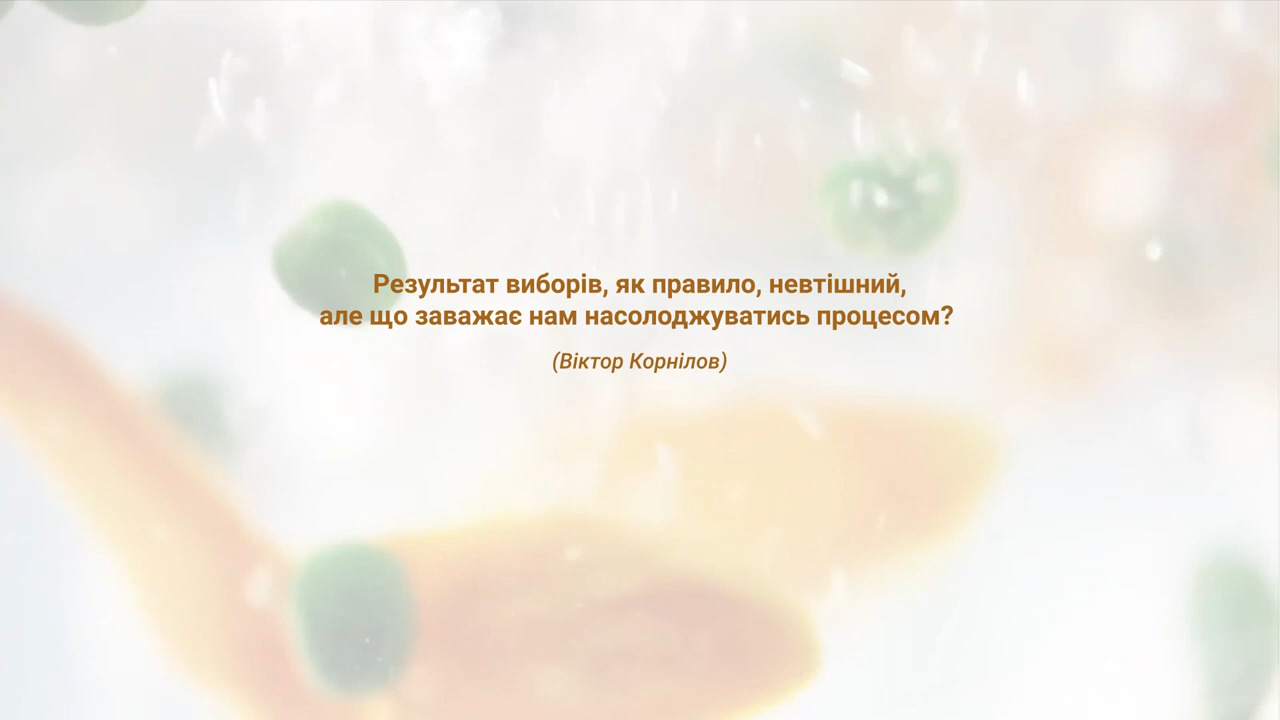 Результат виборів, як правило, невтішний,
але що заважає нам насолоджуватись процесом?
(Віктор Корнілов)